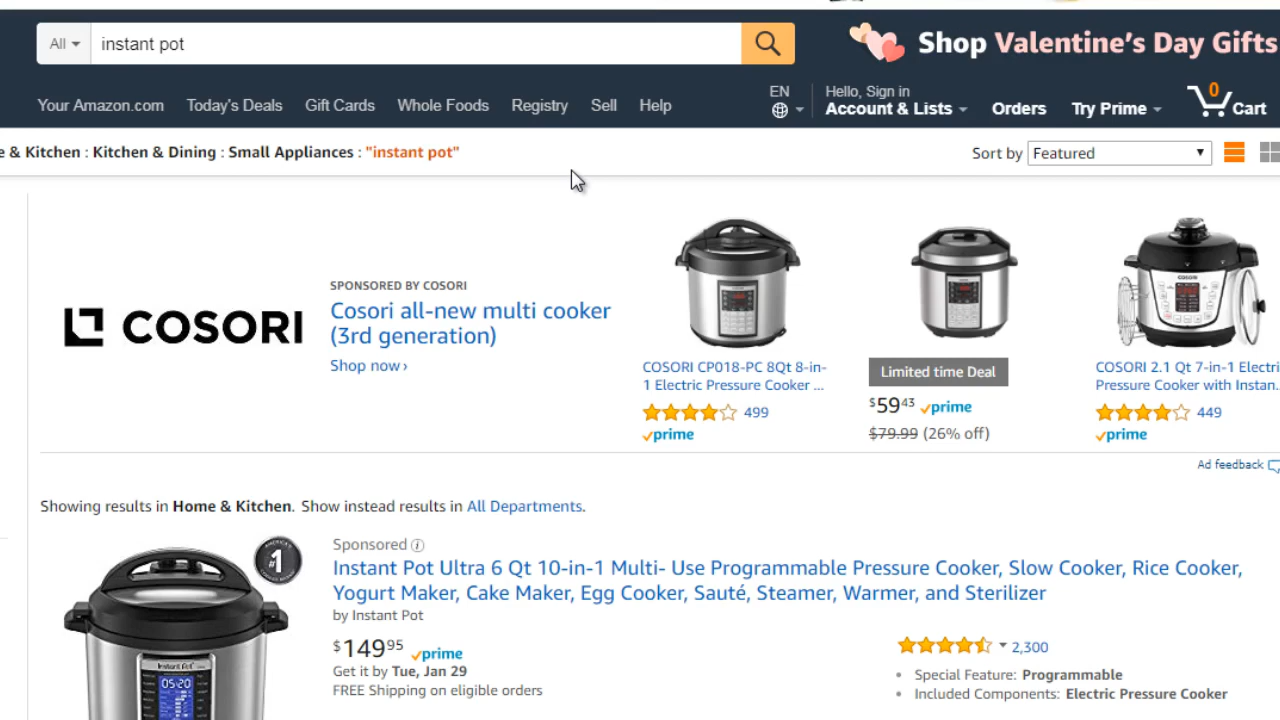 All
instant pot
Shop Valentine's Day Gifts
Your Amazon.com Today's Deals Gift Cards Whole Foods Registry Sell Help
EN
Hello, Sign in
Account & Lists
Orders
Try Prime
0
Cart
e & Kitchen : Kitchen & Dining : Small Appliances : "instant pot"
Sort by Featured
COSORI
SPONSORED BY COSORI
Cosori all-new multi cooker
(3rd generation)
Shop now ›
COSORI CP018-PC 8Qt 8-in-
1 Electric Pressure Cooker ...
499
prime
Limited time Deal
$59 43 prime
$79.99 (26% off)
COSORI 2.1 Qt 7-in-1 Electri
Pressure Cooker with Instan..
449
prime
Ad feedback
Showing results in Home & Kitchen. Show instead results in All Departments.
#1
Sponsored
Instant Pot Ultra 6 Qt 10-in-1 Multi- Use Programmable Pressure Cooker, Slow Cooker, Rice Cooker,
Yogurt Maker, Cake Maker, Egg Cooker, Sauté, Steamer, Warmer, and Sterilizer
by Instant Pot
$149 95 prime
Get it by Tue, Jan 29
FREE Shipping on eligible orders
2,300
Special Feature: Programmable
Included Components: Electric Pressure Cooker
Instant Pot
05:20